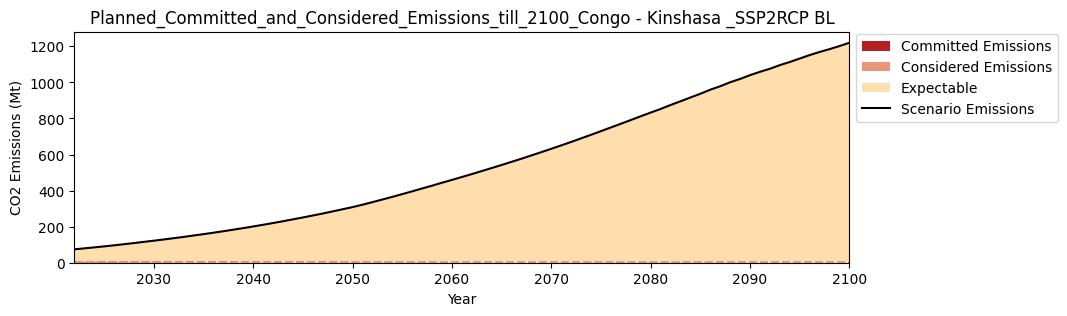 Planned_Committed_and_Considered_Emissions_till_2100_Congo - Kinshasa _SSP2RCP BL
1200
1000
800
600
400
200
0
CO2 Emissions (Mt)
2030 2040 2050 2060 2070 2080 2090 2100
Year
Committed Emissions
Considered Emissions
Expectable
Scenario Emissions